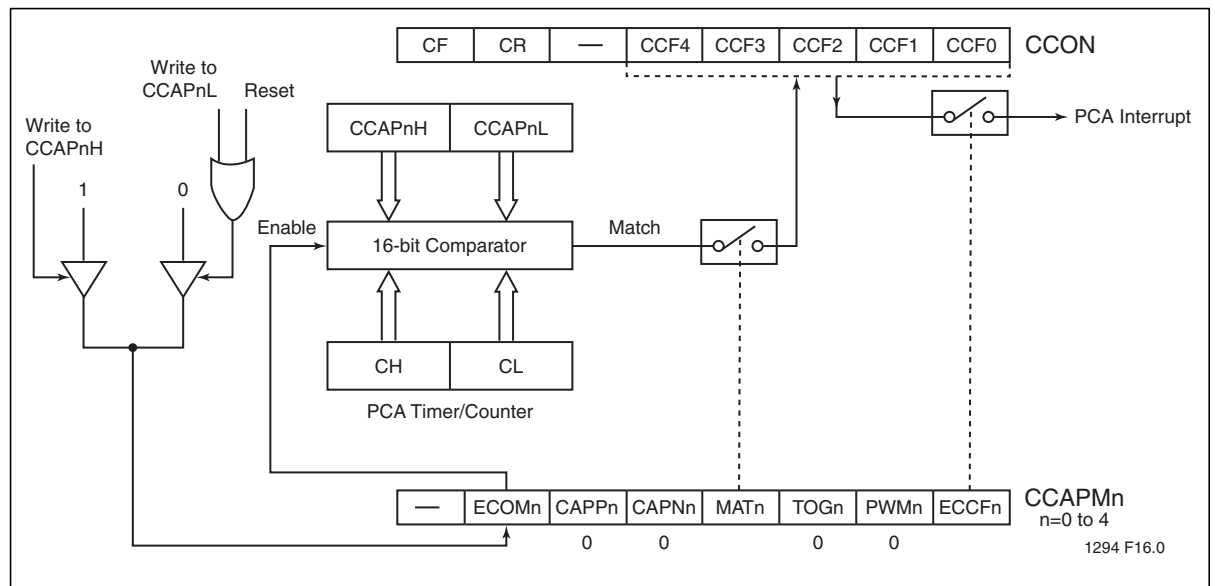 CF CR — CCF4 CCF3 CCF2 CCF1 CCF0 CCON
Write to
CCAPnL
Reset
Write to
CCAPnH
CCAPnH CCAPnL
PCA Interrupt
1 0
Enable
16-bit Comparator
Match
CH CL
PCA Timer/Counter
— ECOMn CAPPn CAPNn MATn TOGn PWMn ECCFn CCAPMn
n=0 to 4
0 0 0 0
1294 F16.0